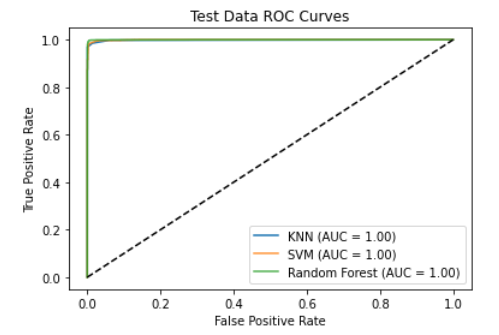 Test Data ROC Curves
True Positive Rate
1.0
0.8
0.6
0.4
0.2
0.0
KNN (AUC = 1.00)
SVM (AUC = 1.00)
Random Forest (AUC = 1.00)
0.0 0.2 0.4 0.6 0.8 1.0
False Positive Rate